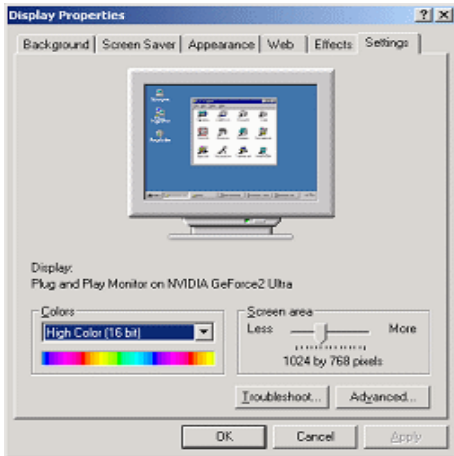 Display Properties
Background Screen Saver Appearance Web Effects Settings
Display:
Plug and Play Monitor on NVIDIA GeForce2 Ultra
Colors
High Color (16 bit)
Screen area
Less More
1024 by 768 pixels
Troubleshoot... Advanced...
OK Cancel Apply